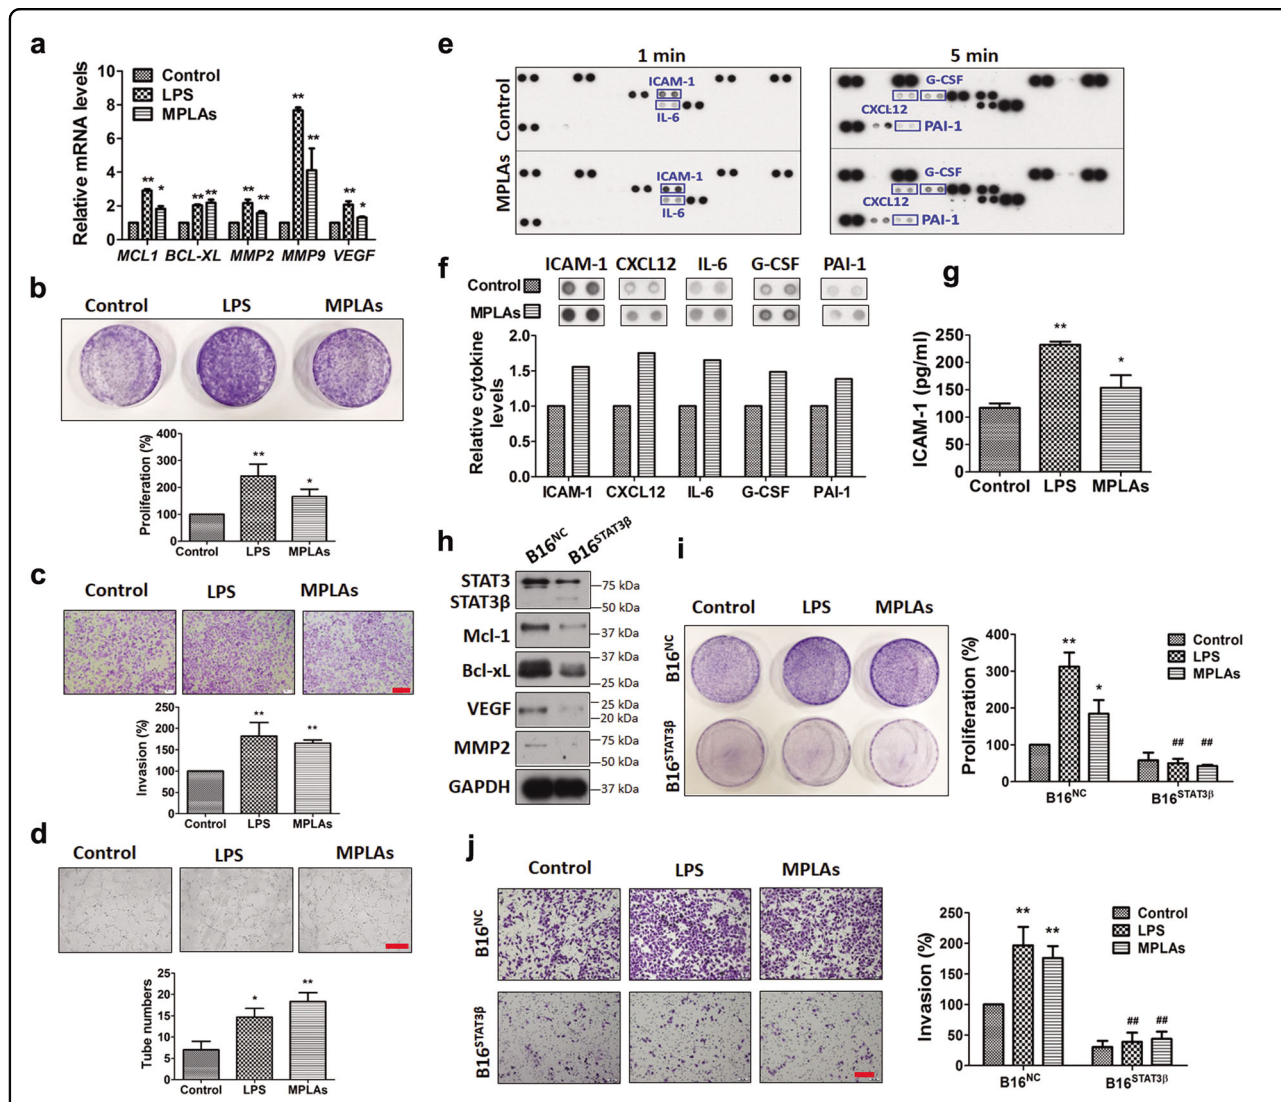 a
Relative mRNA levels
10
8
6
4
2
0
Control
LPS
MPLAs
** * ** ** ** ** ** ** ** *
MCL1 BCL-XL MMP2 MMP9 VEGF
b
Control LPS MPLAs
Proliferation (%)
400
300
200
100
0
** *
Control LPS MPLAs
c
Control LPS MPLAs
Invasion (%)
250
200
150
100
50
0
** **
Control LPS MPLAs
d
Control LPS MPLAs
Tube numbers
25
20
15
10
5
0
* **
Control LPS MPLAs
e
1 min 5 min
Control
ICAM-1
IL-6
G-CSF
CXCL12
PAI-1
MPLAs
ICAM-1
IL-6
G-CSF
CXCL12
PAI-1
f
ICAM-1 CXCL12 IL-6 G-CSF PAI-1
Control
MPLAs
Relative cytokine
levels
2.0
1.5
1.0
0.5
0.0
ICAM-1 CXCL12 IL-6 G-CSF PAI-1
g
ICAM-1 (pg/ml)
250
200
150
100
50
0
** *
Control LPS MPLAs
h
B16NC B16STAT3β
STAT3
STAT3β
75 kDa
50 kDa
Mcl-1
37 kDa
Bcl-xL
37 kDa
25 kDa
VEGF
25 kDa
20 kDa
MMP2
75 kDa
50 kDa
GAPDH
37 kDa
i
Control LPS MPLAs
B16NC
B16STAT3β
Proliferation (%)
400
300
200
100
0
Control
LPS
MPLAs
** * ## ##
B16NC B16STAT3β
j
Control LPS MPLAs
B16NC
B16STAT3β
Invasion (%)
250
200
150
100
50
0
Control
LPS
MPLAs
** ** ## ##
B16NC B16STAT3β